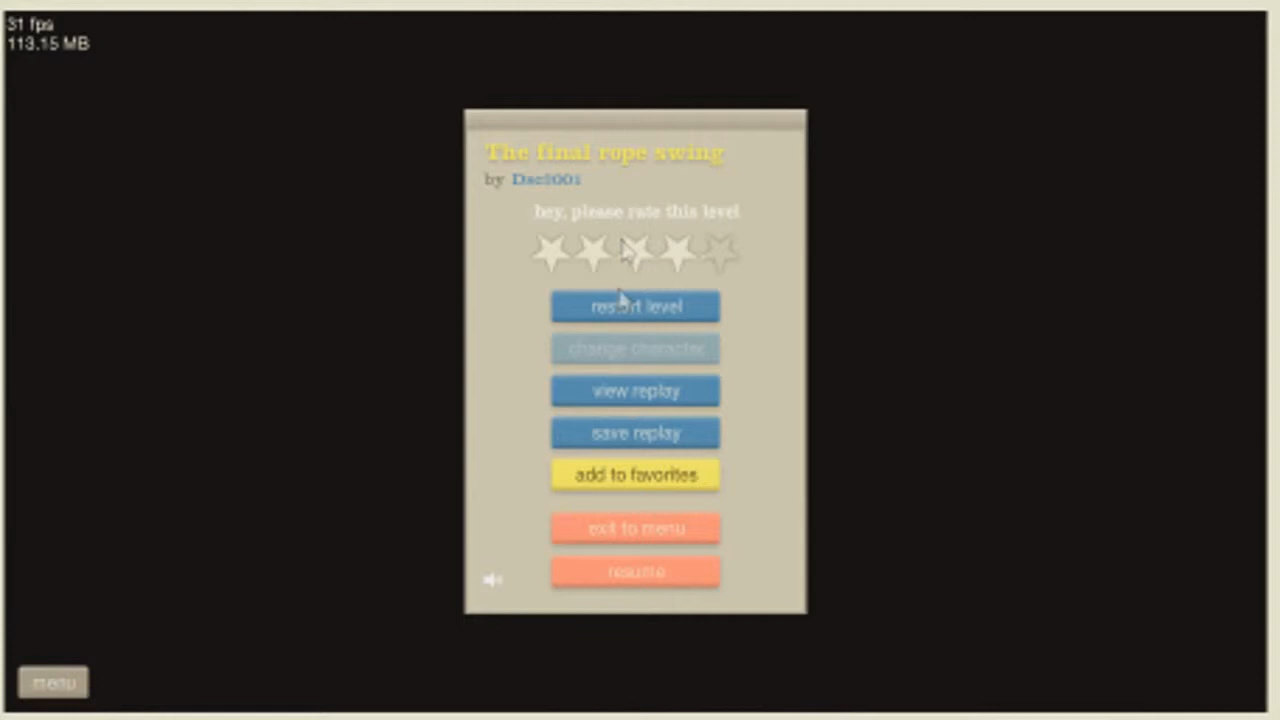 31 fps
113.15 MB
The final rope swing
by
hey, please rate this level
restart level
change character
view replay
save replay
add to favorites
exit to menu
resume
menu